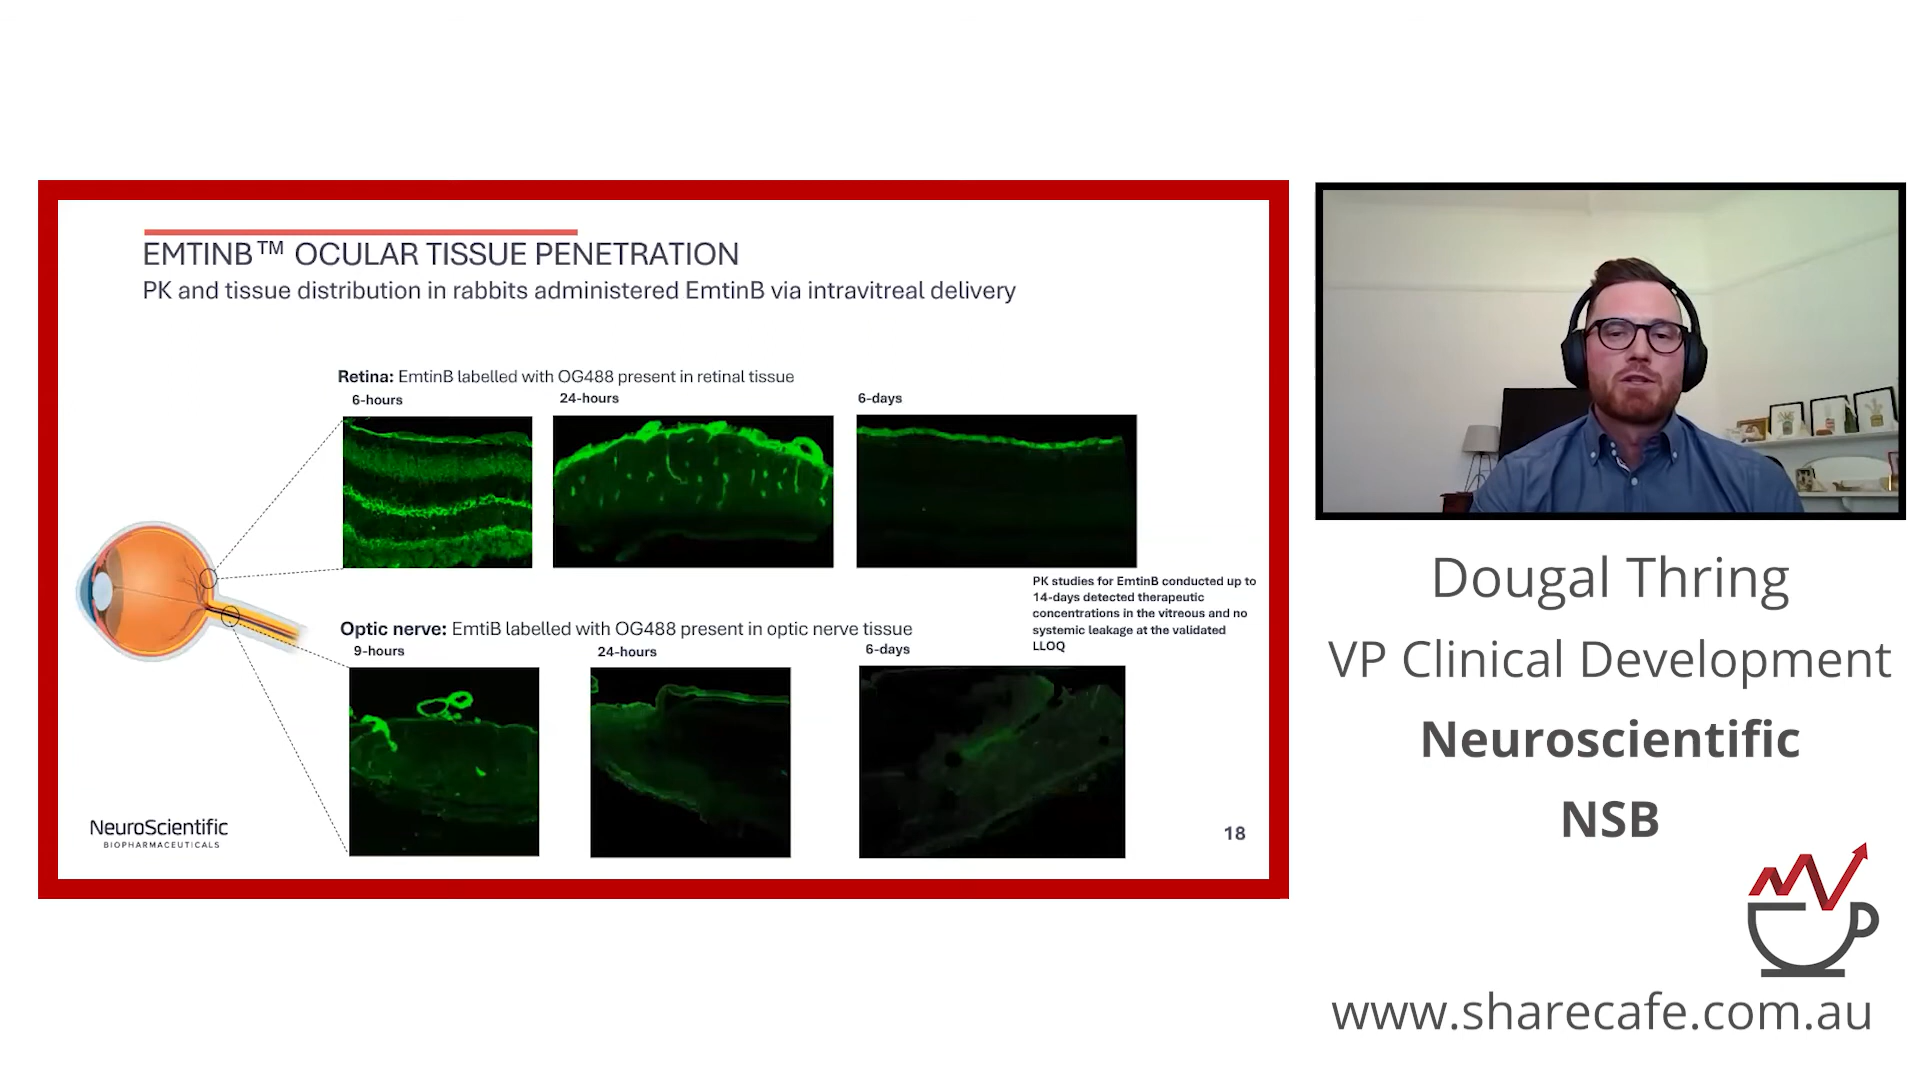 EMTINB™ OCULAR TISSUE PENETRATION
PK and tissue distribution in rabbits administered EmtinB via intravitreal delivery
Retina: EmtinB labelled with OG488 present in retinal tissue
6-hours
24-hours
6-days
PK studies for EmtinB conducted up to
14-days detected therapeutic
concentrations in the vitreous and no
systemic leakage at the validated
LLOQ
Optic nerve: EmtiB labelled with OG488 present in optic nerve tissue
9-hours
24-hours
6-days
NeuroScientific
BIOPHARMACEUTICALS
18
Dougal Thring
VP Clinical Development
Neuroscientific
NSB
www.sharecafe.com.au